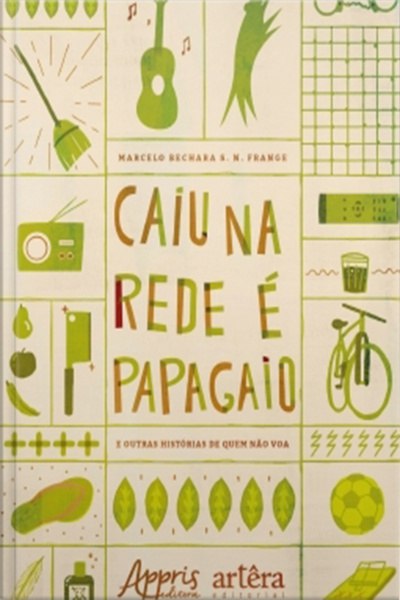 MARCELO BECHARA S. N. FRANGE
CAIU NA
REDE É
PAPAGAIO
E OUTRAS HISTÓRIAS DE QUEM NÃO VOA
Appris
editora
artêra
editorial